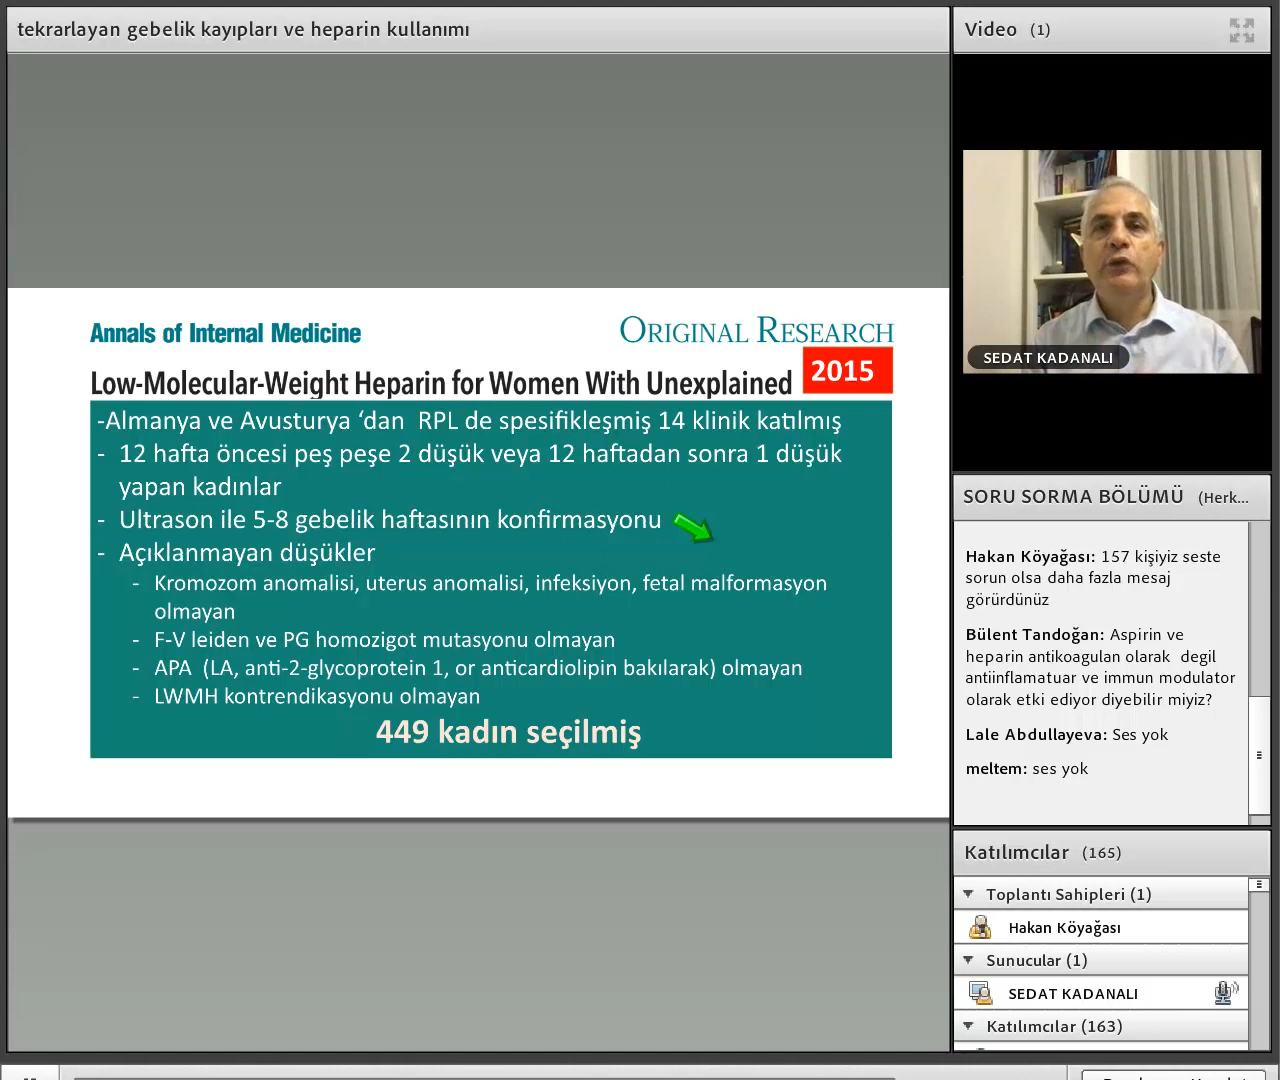 tekrarlayan gebelik kayıpları ve heparin kullanımı
Annals of Internal Medicine
ORIGINAL RESEARCH
Low-Molecular-Weight Heparin for Women With Unexplained
2015
-Almanya ve Avusturya ‘dan RPL de spesifikleşmiş 14 klinik katılmış
- 12 hafta öncesi peş peşe 2 düşük veya 12 haftadan sonra 1 düşük
yapan kadınlar
- Ultrason ile 5-8 gebelik haftasının konfirmasyonu
- Açıklanmayan düşükler
- Kromozom anomalisi, uterus anomalisi, infeksiyon, fetal malformasyon
olmayan
- F-V leiden ve PG homozigot mutasyonu olmayan
- APA (LA, anti-2-glycoprotein 1, or anticardiolipin bakılarak) olmayan
- LWMH kontrendikasyonu olmayan
449 kadın seçilmiş
Video (1)
SEDAT KADANALI
SORU SORMA BÖLÜMÜ (Herk...
Hakan Köyağası: 157 kişiyiz seste
sorun olsa daha fazla mesaj
görürdünüz
Bülent Tandoğan: Aspirin ve
heparin antikoagulan olarak degil
antiinflamatuar ve immun modulator
olarak etki ediyor diyebilir miyiz?
Lale Abdullayeva: Ses yok
meltem: ses yok
Katılımcılar (165)
Toplantı Sahipleri (1)
Hakan Köyağası
Sunucular (1)
SEDAT KADANALI
Katılımcılar (163)